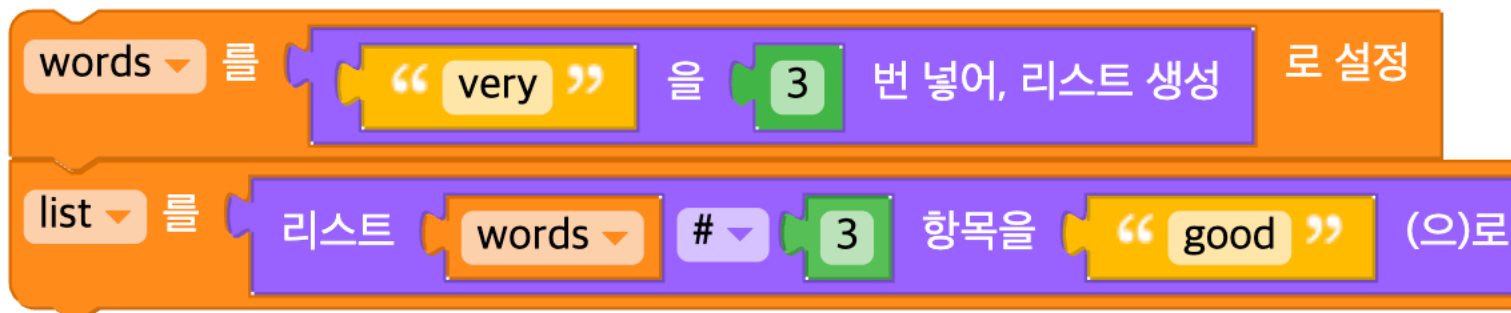 words 를 “ very ” 을 3 번 넣어, 리스트 생성 로 설정
list 를 리스트 words # 3 항목을 “ good ” (으)로